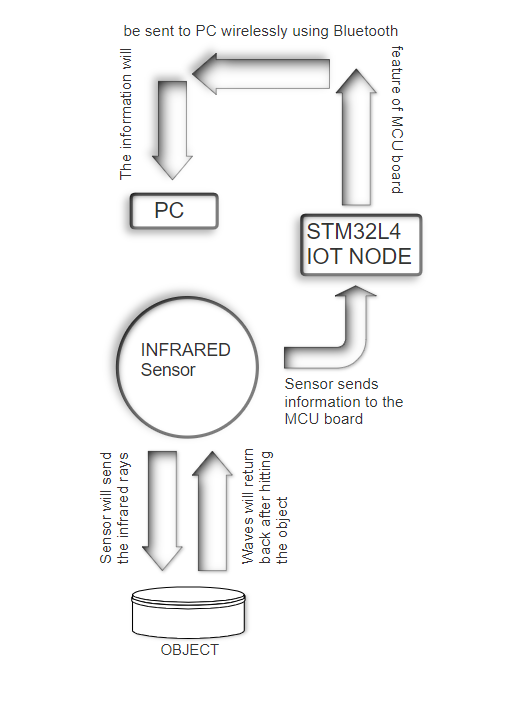 The information will
be sent to PC wirelessly using Bluetooth
feature of MCU board
PC
STM32L4
IOT NODE
INFRARED
Sensor
Sensor sends
information to the
MCU board
Sensor will send
the infrared rays
Waves will return
back after hitting
the object
OBJECT